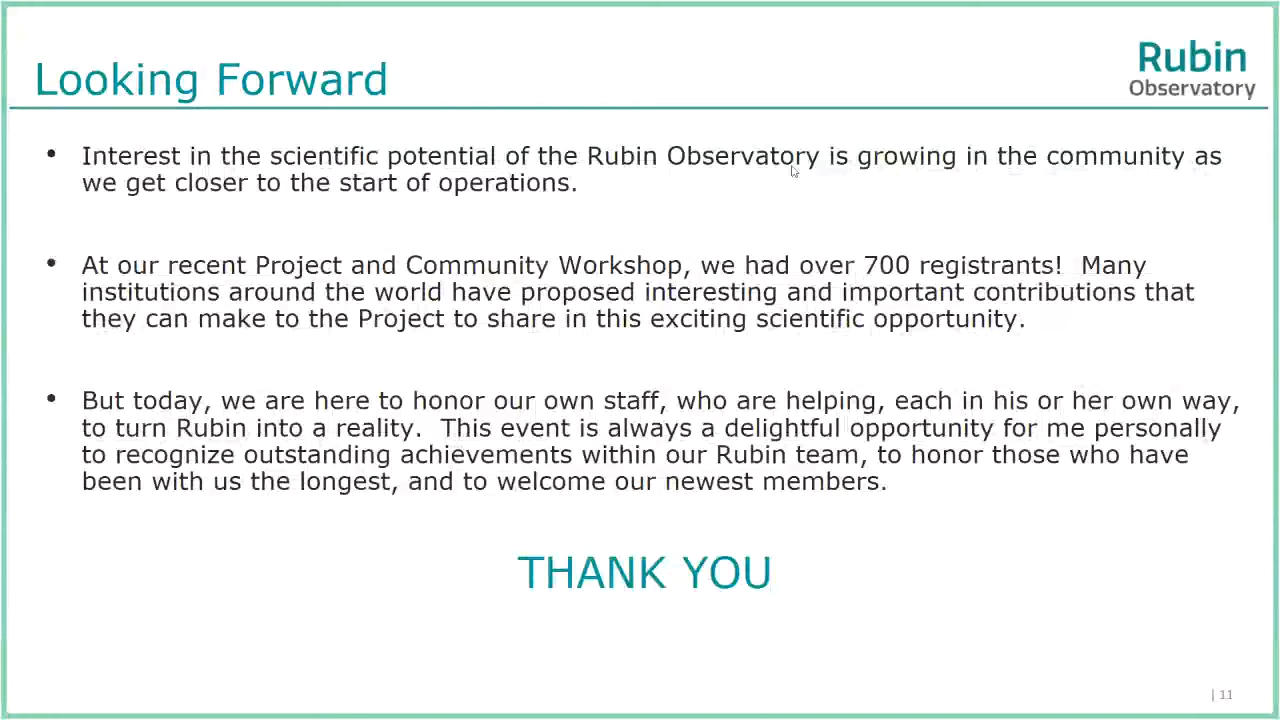 Looking Forward
Rubin
Observatory
• Interest in the scientific potential of the Rubin Observatory is growing in the community as
we get closer to the start of operations.
• At our recent Project and Community Workshop, we had over 700 registrants!  Many
institutions around the world have proposed interesting and important contributions that
they can make to the Project to share in this exciting scientific opportunity.
• But today, we are here to honor our own staff, who are helping, each in his or her own way,
to turn Rubin into a reality.  This event is always a delightful opportunity for me personally
to recognize outstanding achievements within our Rubin team, to honor those who have
been with us the longest, and to welcome our newest members.
THANK YOU
| 11